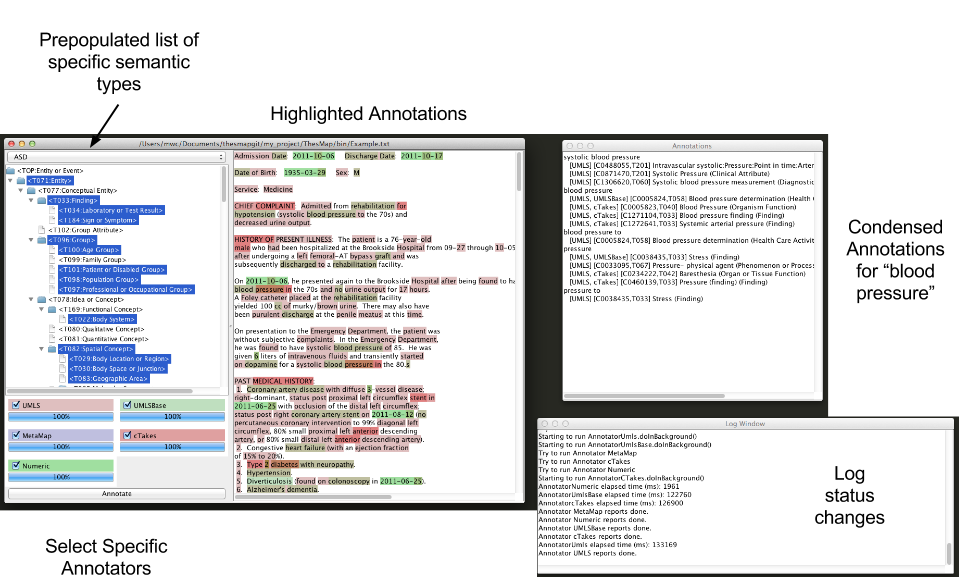 Prepopulated list of
specific semantic
types
Highlighted Annotations
/Users/mwc/Documents/thesmapgit/my_project/ThesMap/bin/Example.txt
ASD
<TOP:Entity or Event>
<T071:Entity>
<T077:Conceptual Entity>
<T033:Finding>
<T034:Laboratory or Test Result>
<T184:Sign or Symptom>
<T102:Group Attribute>
<T096:Group>
<T100:Age Group>
<T099:Family Group>
<T101:Patient or Disabled Group>
<T098:Population Group>
<T097:Professional or Occupational Group>
<T078:Idea or Concept>
<T169:Functional Concept>
<T022:Body System>
<T080:Qualitative Concept>
<T081:Quantitative Concept>
<T082:Spatial Concept>
<T029:Body Location or Region>
<T030:Body Space or Junction>
<T083:Geographic Area>
UMLS
100%
UMLSBase
100%
MetaMap
100%
cTakes
100%
Numeric
100%
Annotate
Admission Date: 2011-10-06 Discharge Date: 2011-10-17
Date of Birth: 1935-03-29 Sex: M
Service: Medicine
CHIEF COMPLAINT: Admitted from rehabilitation for
hypotension (systolic blood pressure to the 70s) and
decreased urine output.
HISTORY OF PRESENT ILLNESS: The patient is a 76-year-old
male who had been hospitalized at the Brookside Hospital from 09-27 through 10-05
after undergoing a left femoral-AT bypass graft and was
subsequently discharged to a rehabilitation facility.
On 2011-10-06, he presented again to the Brookside Hospital after being found to ha
blood pressure in the 70s and no urine output for 17 hours.
A Foley catheter placed at the rehabilitation facility
yielded 100 cc of murky/brown urine. There may also have
been purulent discharge at the penile meatus at this time.
On presentation to the Emergency Department, the patient was
without subjective complaints. In the Emergency Department,
he was found to have systolic blood pressure of 85. He was
given 6 liters of intravenous fluids and transiently started
on dopamine for a systolic blood pressure in the 80.s
PAST MEDICAL HISTORY:
1. Coronary artery disease with diffuse 3-vessel disease;
right-dominant, status post proximal left circumflex stent in
2011-06-25 with occlusion of the distal left circumflex;
status post right coronary artery stent on 2011-08-12 (no
percutaneous coronary intervention to 99% diagonal left
circumflex, 80% small proximal left anterior descending
artery, or 80% small distal left anterior descending artery).
2. Congestive heart failure (with an ejection fraction
of 15% to 20%).
3. Type 2 diabetes with neuropathy.
4. Hypertension.
5. Diverticulosis (found on colonoscopy in 2011-06-25).
6. Alzheimer's dementia.
Annotations
systolic blood pressure
[UMLS] [C0488055,T201] Intravascular systolic:Pressure:Point in time:Arter
[UMLS] [C0871470,T201] Systolic Pressure (Clinical Attribute)
[UMLS] [C1306620,T060] Systolic blood pressure measurement (Diagnostic
blood pressure
[UMLS, UMLSBase] [C0005824,T058] Blood pressure determination (Health C
[UMLS, cTakes] [C0005823,T040] Blood Pressure (Organism Function)
[UMLS, cTakes] [C1271104,T033] Blood pressure finding (Finding)
[UMLS, cTakes] [C1272641,T033] Systemic arterial pressure (Finding)
blood pressure to
[UMLS] [C0005824,T058] Blood pressure determination (Health Care Activit
pressure
[UMLS, UMLSBase] [C0038435,T033] Stress (Finding)
[UMLS] [C0033095,T067] Pressure- physical agent (Phenomenon or Process
[UMLS, cTakes] [C0234222,T042] Baresthesia (Organ or Tissue Function)
[UMLS, cTakes] [C0460139,T033] Pressure (finding) (Finding)
pressure to
[UMLS] [C0038435,T033] Stress (Finding)
Condensed
Annotations
for “blood
pressure”
Log Window
Starting to run AnnotatorUmls.doInBackground()
Starting to run AnnotatorUmlsBase.doInBackground()
Try to run Annotator MetaMap
Try to run Annotator cTakes
Try to run Annotator Numeric
Starting to run AnnotatorCTakes.doInBackground()
AnnotatorNumeric elapsed time (ms): 1961
AnnotatorUmlsBase elapsed time (ms): 122760
AnnotatorcTakes elapsed time (ms): 126900
Annotator MetaMap reports done.
Annotator Numeric reports done.
Annotator UMLSBase reports done.
Annotator cTakes reports done.
AnnotatorUmls elapsed time (ms): 133169
Annotator UMLS reports done.
Log
status
changes
Select Specific
Annotators